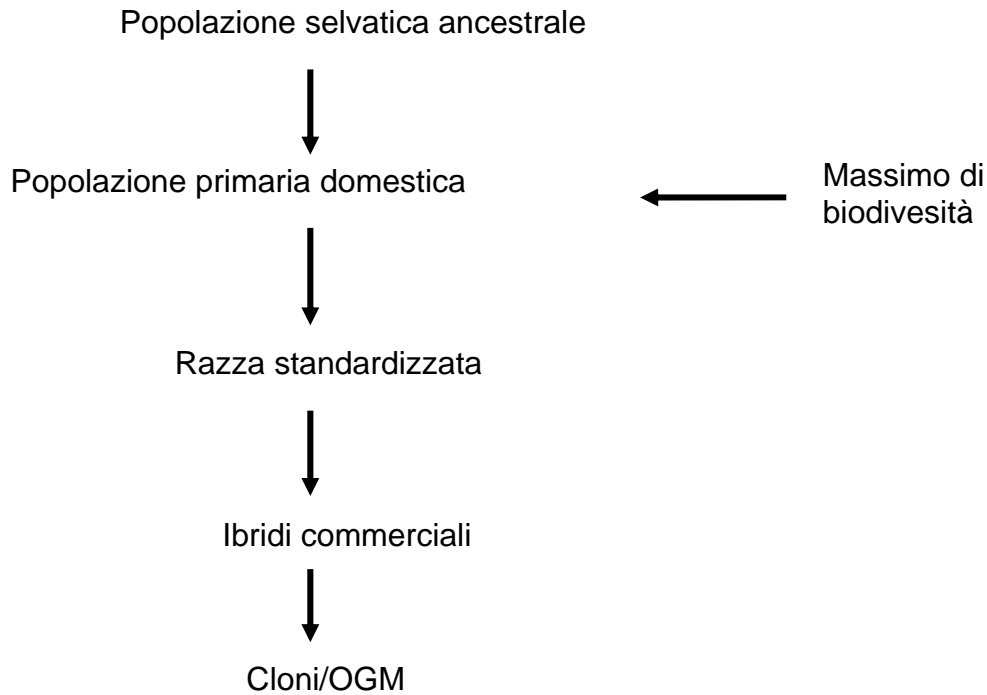 Popolazione selvatica ancestrale
Popolazione primaria domestica
Massimo di
biodivesità
Razza standardizzata
Ibridi commerciali
Cloni/OGM